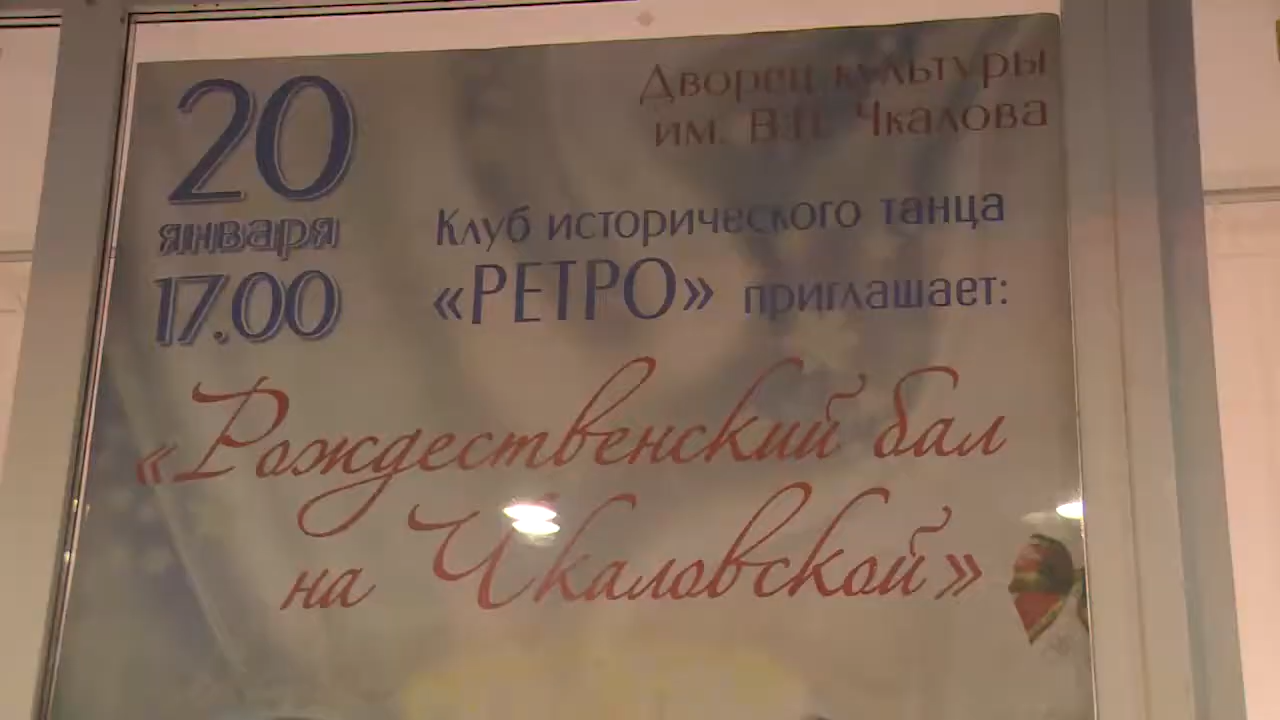 20
января
17.00
Дворец культуры
им. В.П. Чкалова
Клуб исторического танца
«РЕТРО» приглашает:
«Рождественский бал
на Чкаловской»